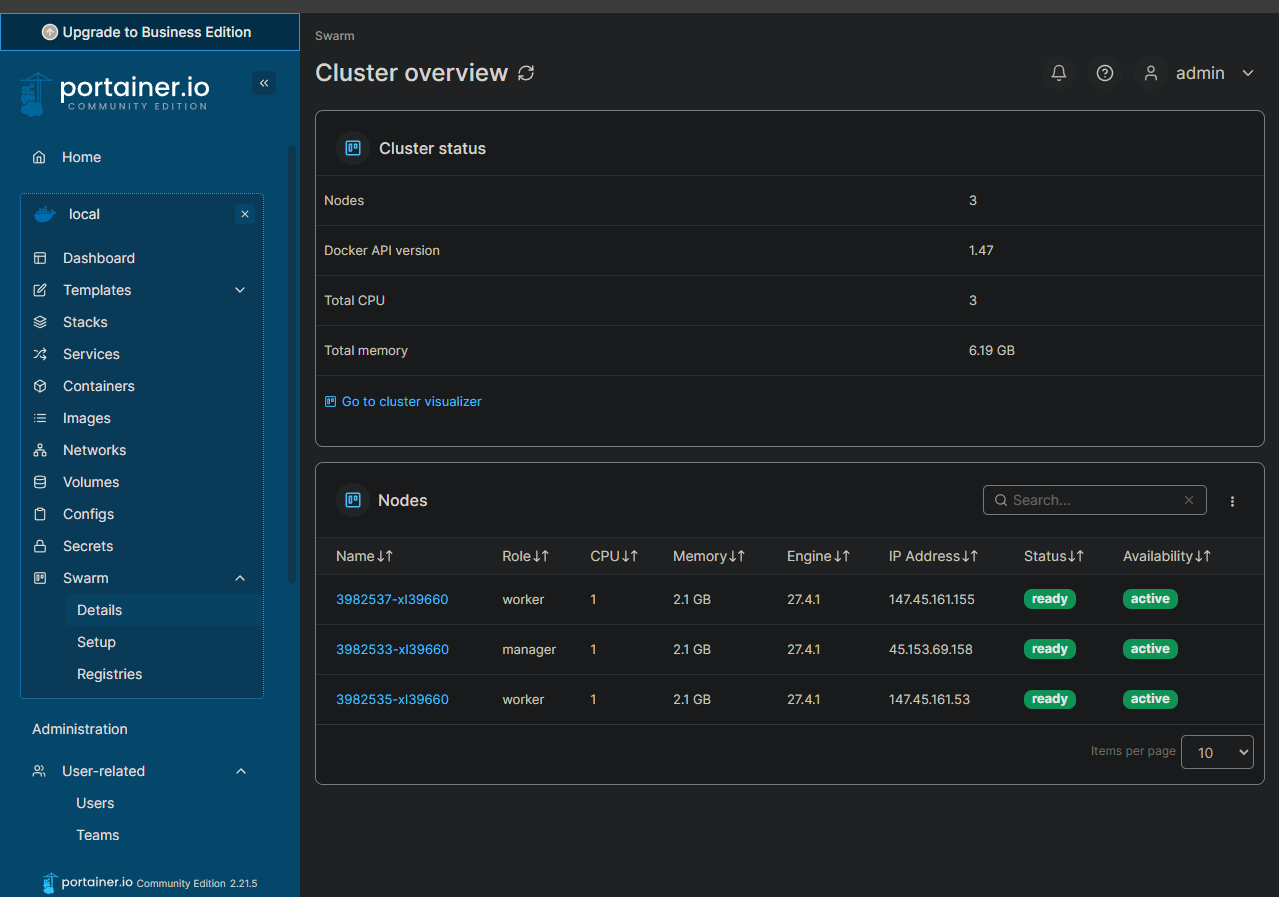 Upgrade to Business Edition
portainer.io
COMMUNITY EDITION
Home
local
Dashboard
Templates
Stacks
Services
Containers
Images
Networks
Volumes
Configs
Secrets
Swarm
Details
Setup
Registries
Administration
User-related
Users
Teams
portainer.io Community Edition 2.21.5
Swarm
Cluster overview
admin
Cluster status
Nodes 3
Docker API version 1.47
Total CPU 3
Total memory 6.19 GB
Go to cluster visualizer
Nodes
Search...
Name Role CPU Memory Engine IP Address Status Availability
3982537-xl39660 worker 1 2.1 GB 27.4.1 147.45.161.155 ready active
3982533-xl39660 manager 1 2.1 GB 27.4.1 45.153.69.158 ready active
3982535-xl39660 worker 1 2.1 GB 27.4.1 147.45.161.53 ready active
Items per page 10